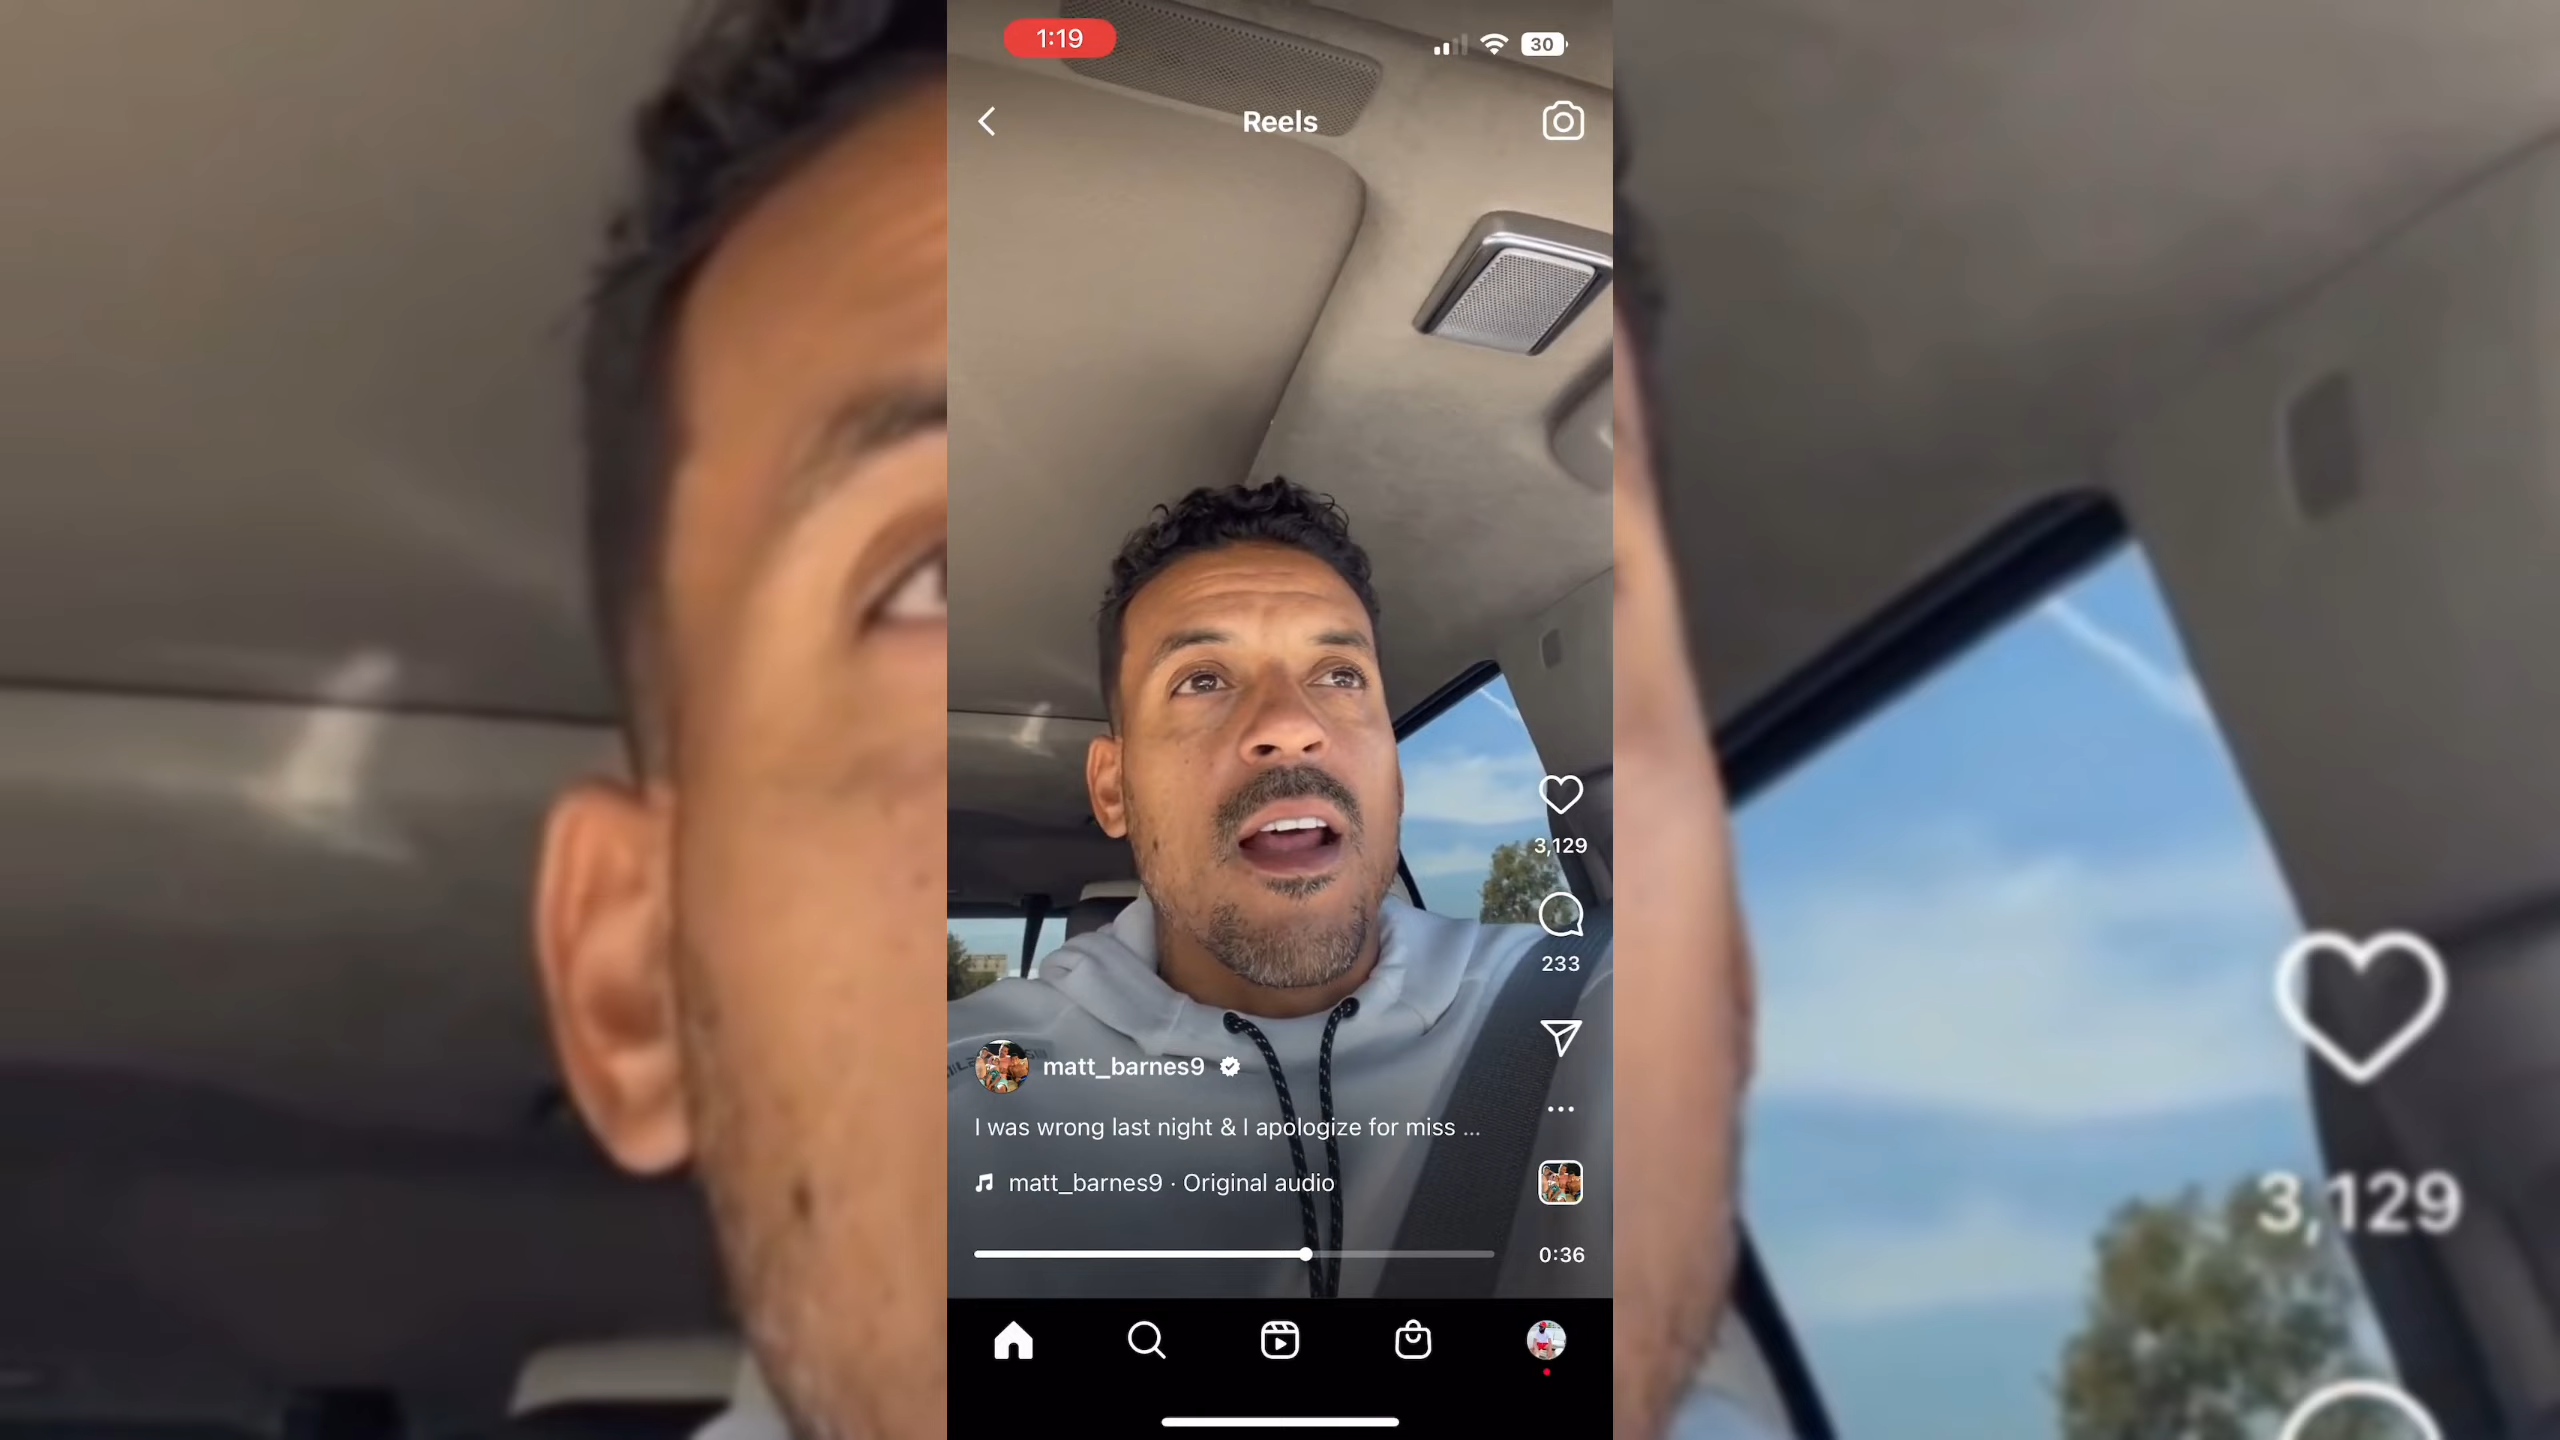 1:19
30
Reels
3,129
233
matt_barnes9
I was wrong last night & I apologize for miss ...
matt_barnes9 · Original audio
0:36
3,129